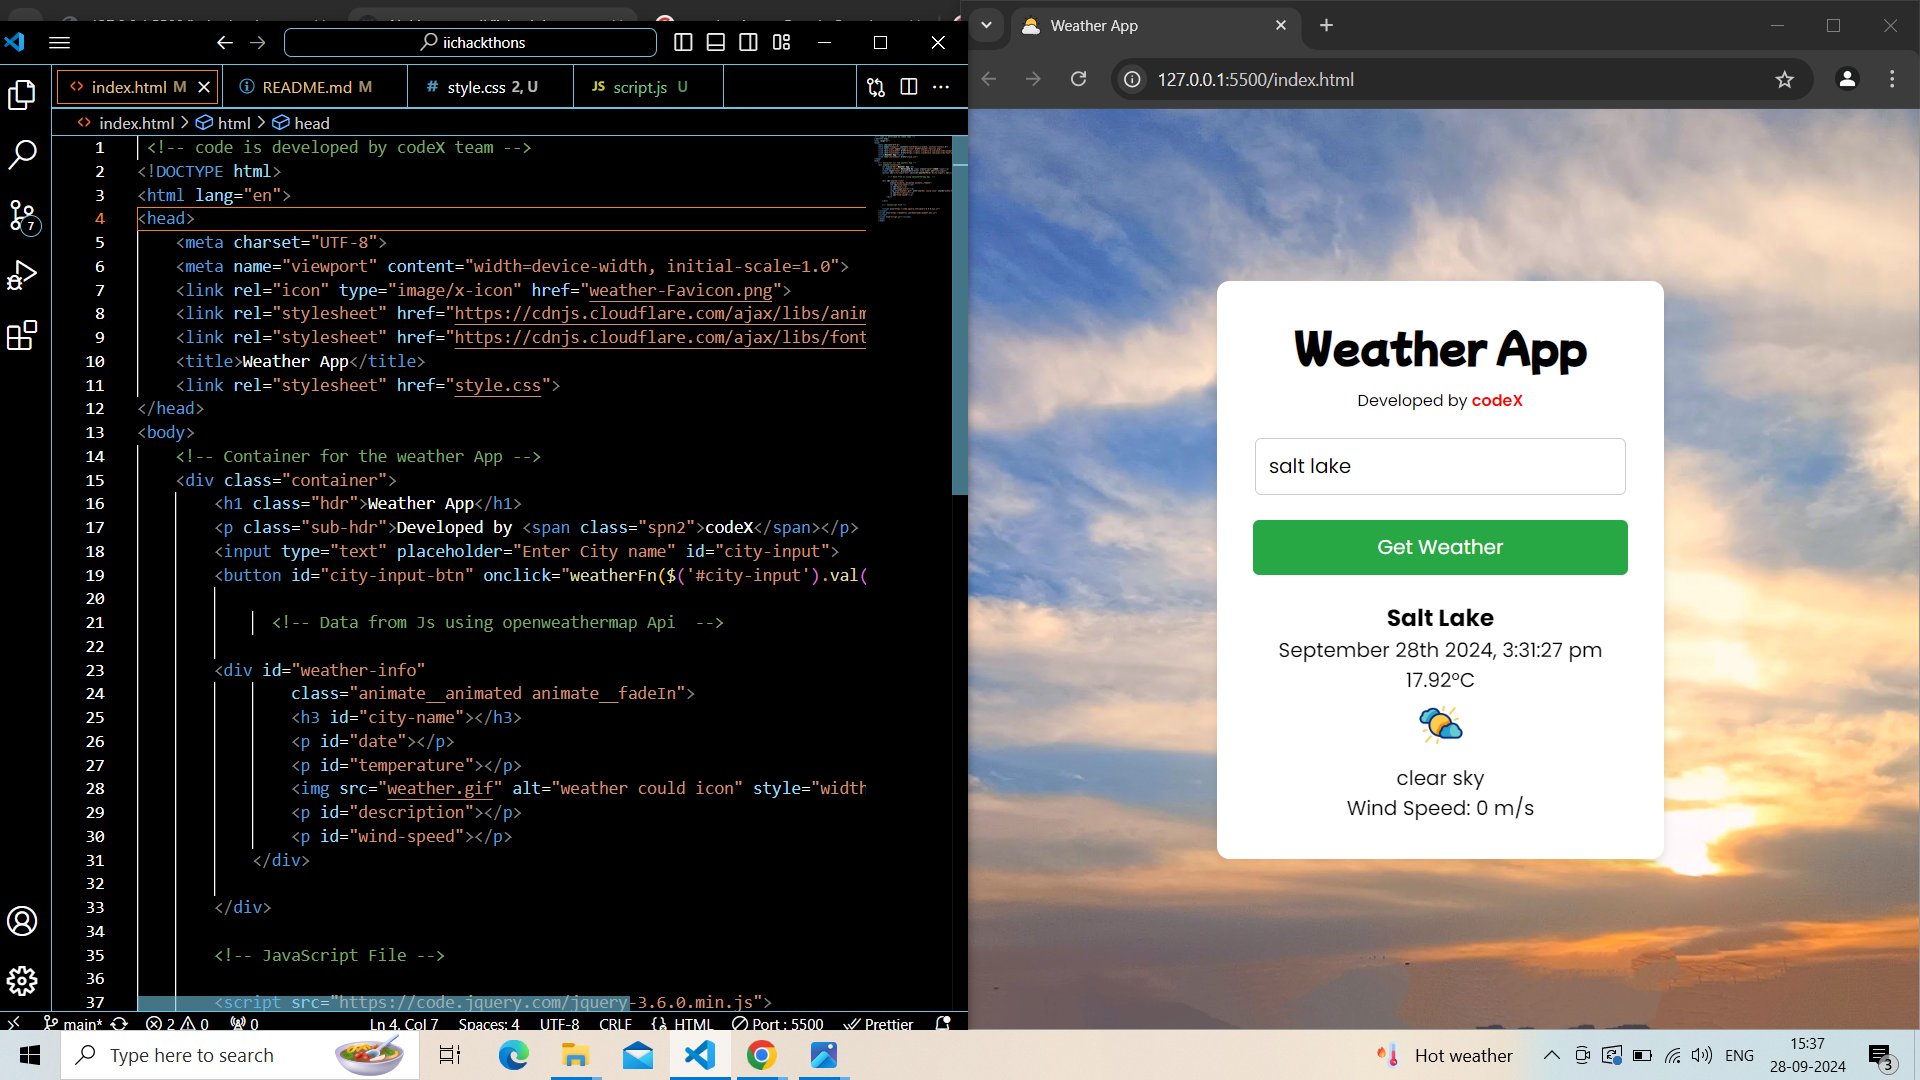 iichackthons
index.html M
README.md M
# style.css 2, U
JS script.js U
index.html > html > head
1 <!-- code is developed by codeX team -->
2 <!DOCTYPE html>
3 <html lang="en">
4 <head>
5 <meta charset="UTF-8">
6 <meta name="viewport" content="width=device-width, initial-scale=1.0">
7 <link rel="icon" type="image/x-icon" href="weather-Favicon.png">
8 <link rel="stylesheet" href="https://cdnjs.cloudflare.com/ajax/libs/anim
9 <link rel="stylesheet" href="https://cdnjs.cloudflare.com/ajax/libs/font
10 <title>Weather App</title>
11 <link rel="stylesheet" href="style.css">
12 </head>
13 <body>
14 <!-- Container for the weather App -->
15 <div class="container">
16 <h1 class="hdr">Weather App</h1>
17 <p class="sub-hdr">Developed by <span class="spn2">codeX</span></p>
18 <input type="text" placeholder="Enter City name" id="city-input">
19 <button id="city-input-btn" onclick="weatherFn($('#city-input').val(
20
21 <!-- Data from Js using openweathermap Api -->
22
23 <div id="weather-info"
24 class="animate__animated animate__fadeIn">
25 <h3 id="city-name"></h3>
26 <p id="date"></p>
27 <p id="temperature"></p>
28 <img src="weather.gif" alt="weather could icon" style="width
29 <p id="description"></p>
30 <p id="wind-speed"></p>
31 </div>
32
33 </div>
34
35 <!-- JavaScript File -->
36
37 <script src="https://code.jquery.com/jquery-3.6.0.min.js">
7
main* 2 0 0 Ln 4, Col 7 Spaces: 4 UTF-8 CRLF {} HTML Port : 5500 Prettier
Weather App
127.0.0.1:5500/index.html
Weather App
Developed by codeX
salt lake
Get Weather
Salt Lake
September 28th 2024, 3:31:27 pm
17.92°C
clear sky
Wind Speed: 0 m/s
Type here to search
Hot weather
ENG
15:37
28-09-2024
3